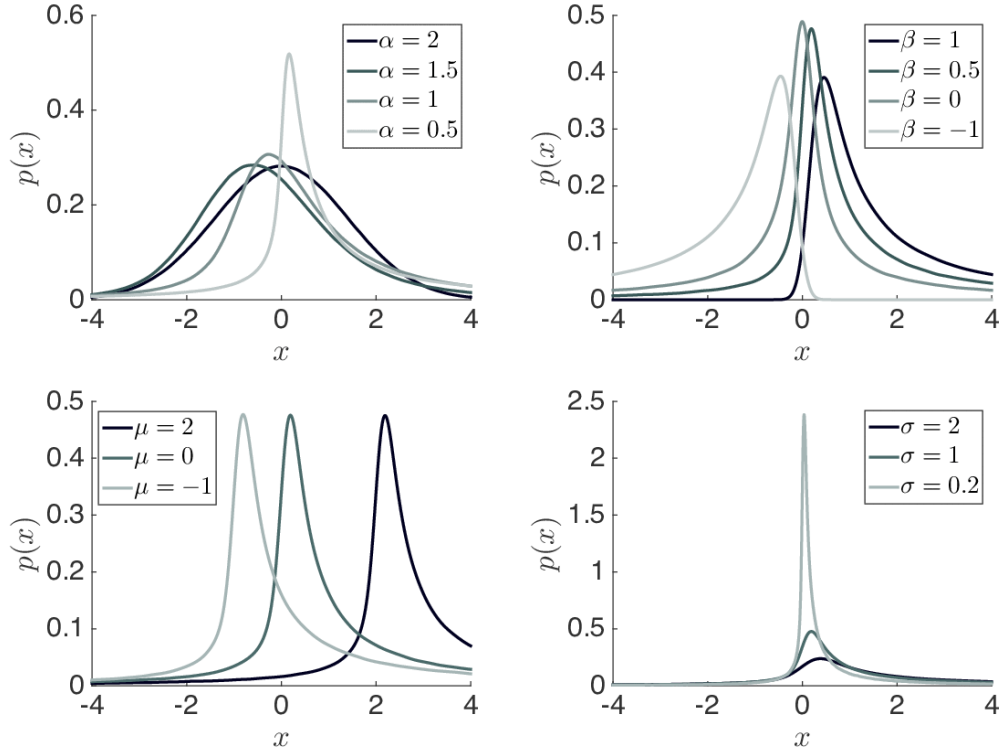 0.6
0.4
0.2
0
-4 -2 0 2 4
p(x)
x
α = 2
α = 1.5
α = 1
α = 0.5
0.5
0.4
0.3
0.2
0.1
0
-4 -2 0 2 4
p(x)
x
β = 1
β = 0.5
β = 0
β = −1
0.5
0.4
0.3
0.2
0.1
0
-4 -2 0 2 4
p(x)
x
μ = 2
μ = 0
μ = −1
2.5
2
1.5
1
0.5
0
-4 -2 0 2 4
p(x)
x
σ = 2
σ = 1
σ = 0.2